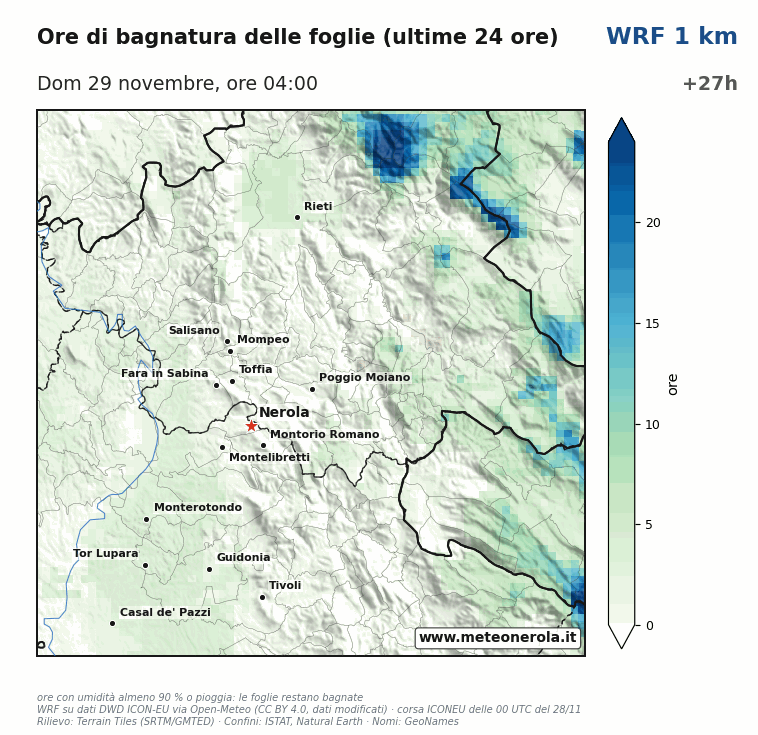 Ore di bagnatura delle foglie (ultime 24 ore)
WRF 1 km
Dom 29 novembre, ore 04:00
+27h
Rieti
Salisano
Mompeo
Fara in Sabina
Toffia
Poggio Moiano
Nerola
Montorio Romano
Montelibretti
Monterotondo
Tor Lupara
Guidonia
Tivoli
Casal de' Pazzi
www.meteonerola.it
20
15
10
5
0
ore
ore con umidità almeno 90 % o pioggia: le foglie restano bagnate
WRF su dati DWD ICON-EU via Open-Meteo (CC BY 4.0, dati modificati) · corsa ICONEU delle 00 UTC del 28/11
Rilievo: Terrain Tiles (SRTM/GMTED) · Confini: ISTAT, Natural Earth · Nomi: GeoNames